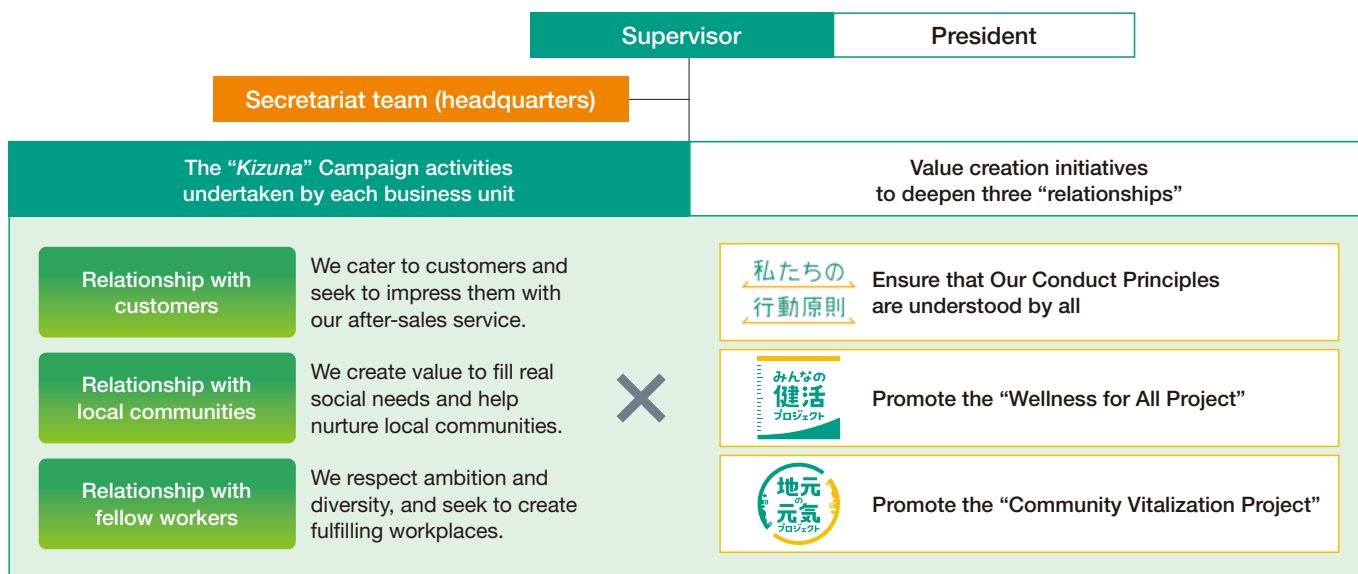 Supervisor
President
Secretariat team (headquarters)
The “Kizuna” Campaign activities
undertaken by each business unit
Value creation initiatives
to deepen three “relationships”
Relationship with
customers
We cater to customers and
seek to impress them with
our after-sales service.
Relationship with
local communities
We create value to fill real
social needs and help
nurture local communities.
Relationship with
fellow workers
We respect ambition and
diversity, and seek to create
fulfilling workplaces.
×
私たちの
行動原則
Ensure that Our Conduct Principles
are understood by all
みんなの
健活
プロジェクト
Promote the “Wellness for All Project”
地元
の
元気
プロジェクト
Promote the “Community Vitalization Project”